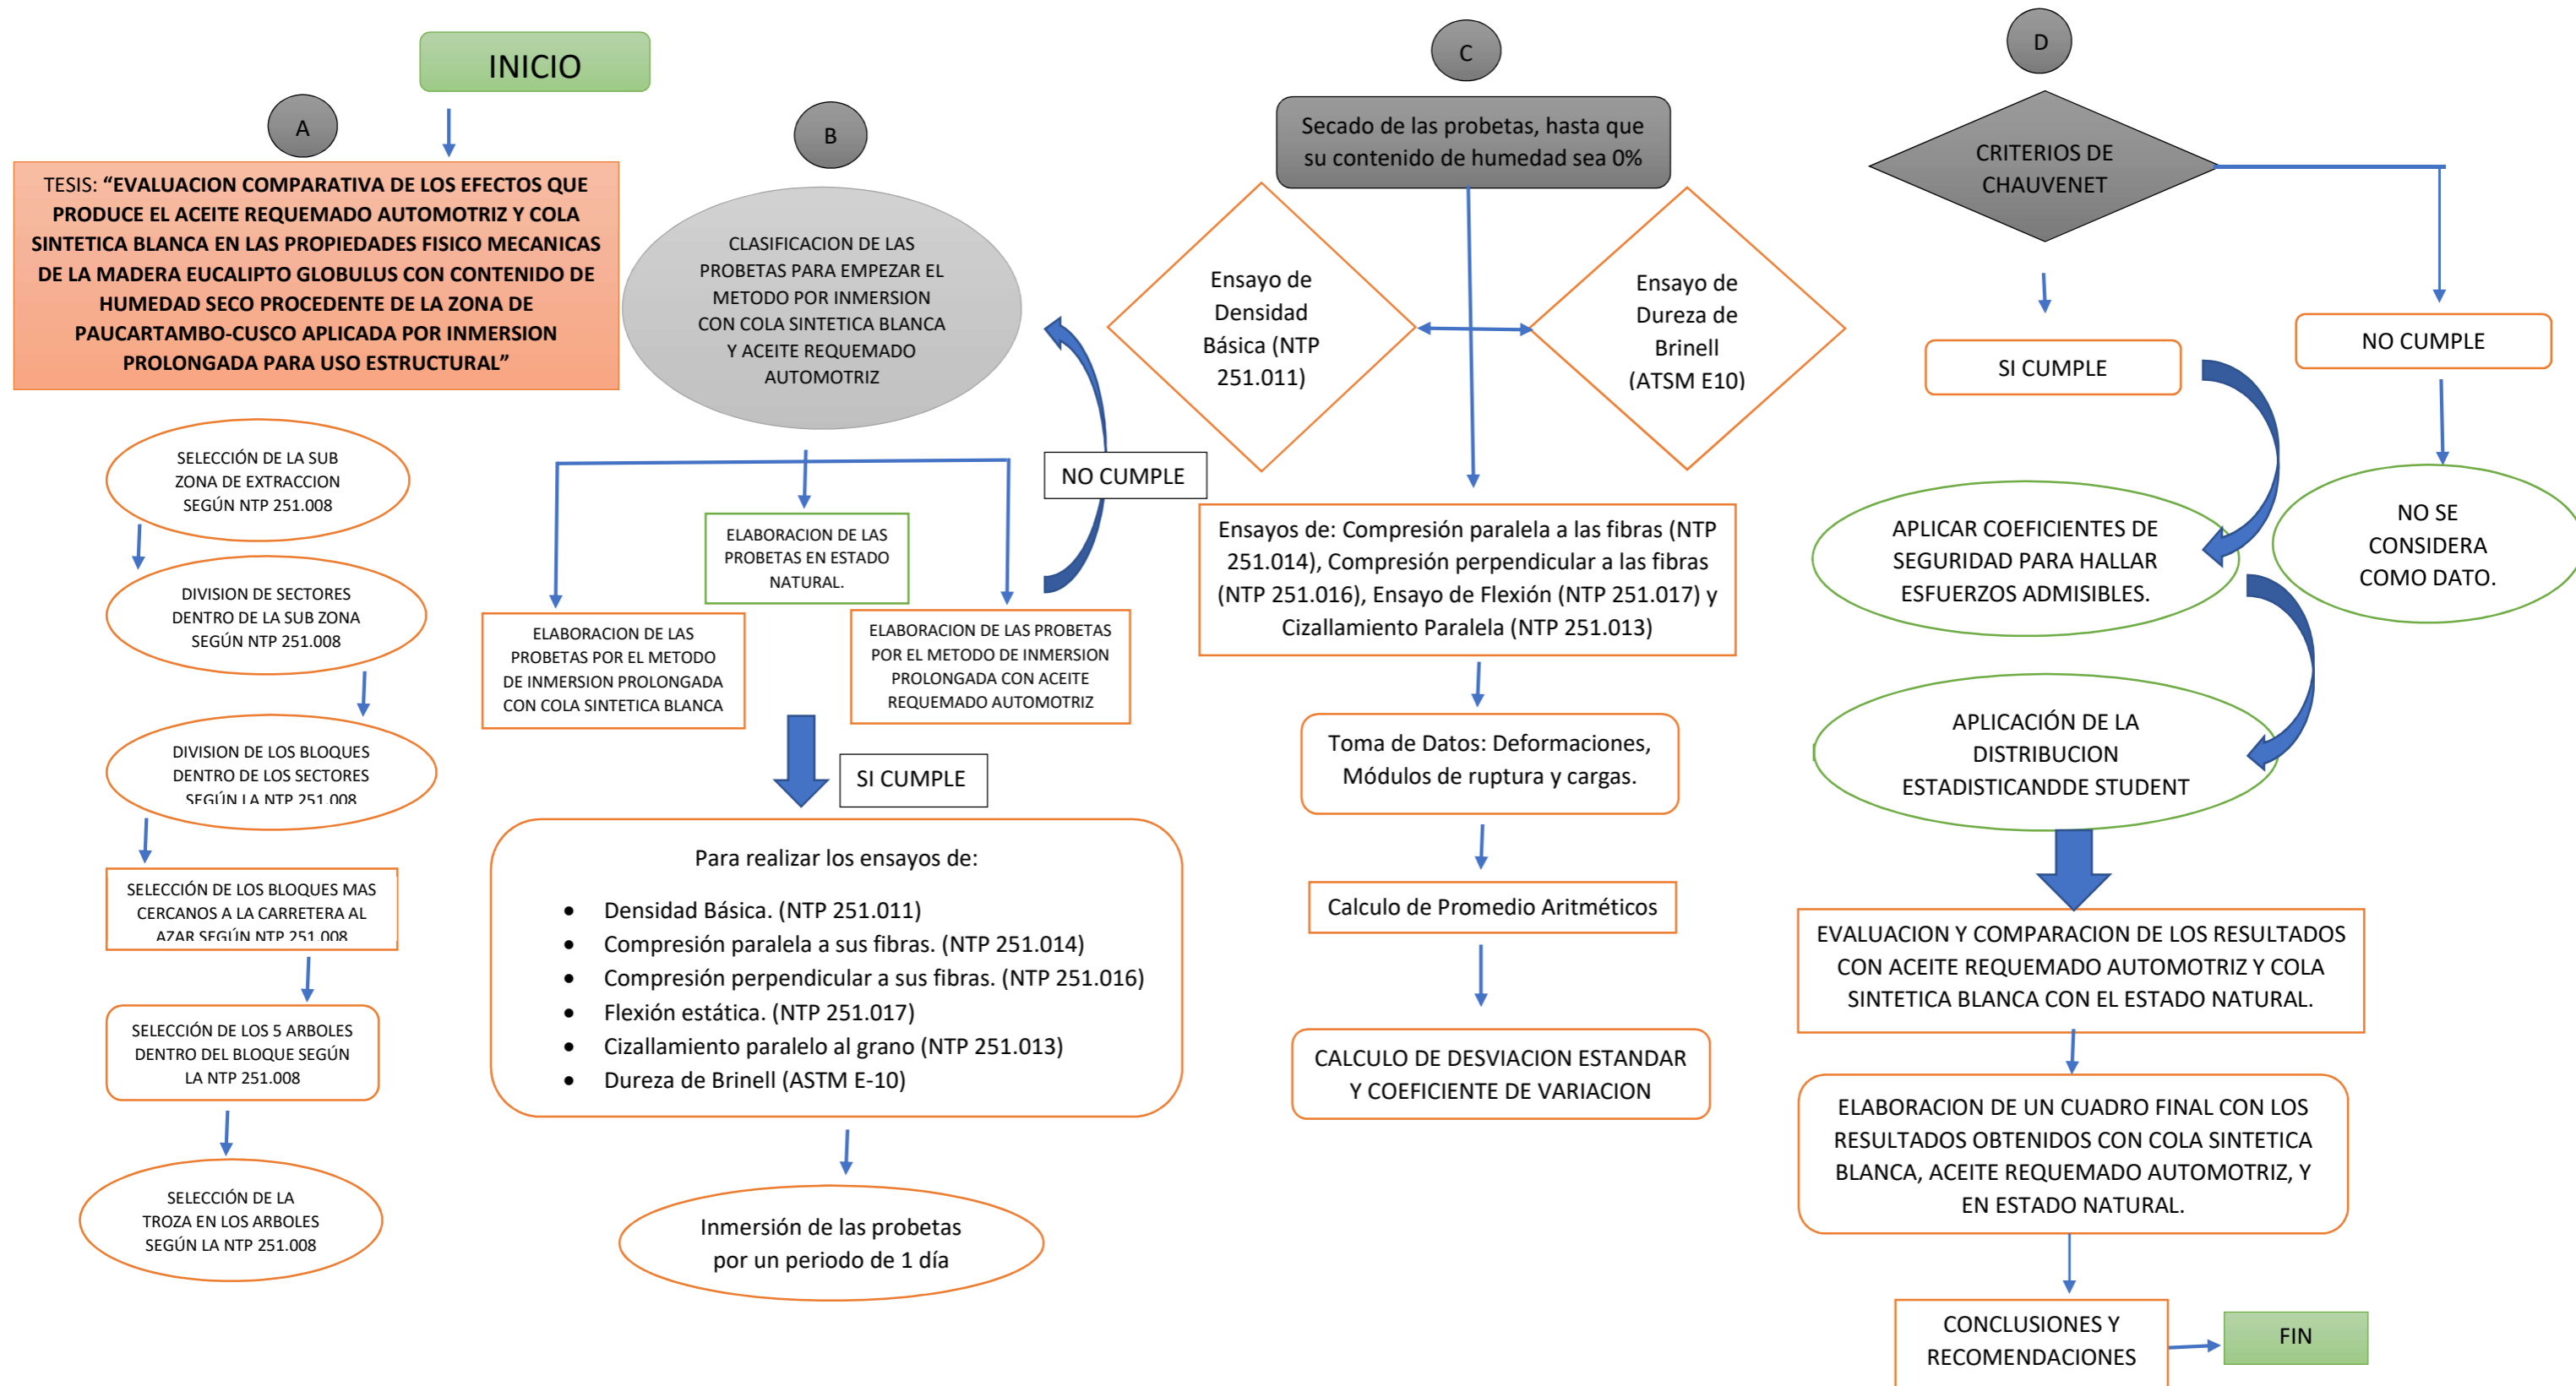 INICIO
A
TESIS: “EVALUACION COMPARATIVA DE LOS EFECTOS QUE
PRODUCE EL ACEITE REQUEMADO AUTOMOTRIZ Y COLA
SINTETICA BLANCA EN LAS PROPIEDADES FISICO MECANICAS
DE LA MADERA EUCALIPTO GLOBULUS CON CONTENIDO DE
HUMEDAD SECO PROCEDENTE DE LA ZONA DE
PAUCARTAMBO-CUSCO APLICADA POR INMERSION
PROLONGADA PARA USO ESTRUCTURAL”
SELECCIÓN DE LA SUB
ZONA DE EXTRACCION
SEGÚN NTP 251.008
DIVISION DE SECTORES
DENTRO DE LA SUB ZONA
SEGÚN NTP 251.008
DIVISION DE LOS BLOQUES
DENTRO DE LOS SECTORES
SEGÚN LA NTP 251.008
SELECCIÓN DE LOS BLOQUES MAS
CERCANOS A LA CARRETERA AL
AZAR SEGÚN NTP 251.008
SELECCIÓN DE LOS 5 ARBOLES
DENTRO DEL BLOQUE SEGÚN
LA NTP 251.008
SELECCIÓN DE LA
TROZA EN LOS ARBOLES
SEGÚN LA NTP 251.008
B
CLASIFICACION DE LAS
PROBETAS PARA EMPEZAR EL
METODO POR INMERSION
CON COLA SINTETICA BLANCA
Y ACEITE REQUEMADO
AUTOMOTRIZ
NO CUMPLE
ELABORACION DE LAS
PROBETAS EN ESTADO
NATURAL.
ELABORACION DE LAS
PROBETAS POR EL METODO
DE INMERSION PROLONGADA
CON COLA SINTETICA BLANCA
ELABORACION DE LAS PROBETAS
POR EL METODO DE INMERSION
PROLONGADA CON ACEITE
REQUEMADO AUTOMOTRIZ
SI CUMPLE
Para realizar los ensayos de:
• Densidad Básica. (NTP 251.011)
• Compresión paralela a sus fibras. (NTP 251.014)
• Compresión perpendicular a sus fibras. (NTP 251.016)
• Flexión estática. (NTP 251.017)
• Cizallamiento paralelo al grano (NTP 251.013)
• Dureza de Brinell (ASTM E-10)
Inmersión de las probetas
por un periodo de 1 día
C
Secado de las probetas, hasta que
su contenido de humedad sea 0%
Ensayo de
Densidad
Básica (NTP
251.011)
Ensayo de
Dureza de
Brinell
(ATSM E10)
Ensayos de: Compresión paralela a las fibras (NTP
251.014), Compresión perpendicular a las fibras
(NTP 251.016), Ensayo de Flexión (NTP 251.017) y
Cizallamiento Paralela (NTP 251.013)
Toma de Datos: Deformaciones,
Módulos de ruptura y cargas.
Calculo de Promedio Aritméticos
CALCULO DE DESVIACION ESTANDAR
Y COEFICIENTE DE VARIACION
D
CRITERIOS DE
CHAUVENET
SI CUMPLE
NO CUMPLE
NO SE
CONSIDERA
COMO DATO.
APLICAR COEFICIENTES DE
SEGURIDAD PARA HALLAR
ESFUERZOS ADMISIBLES.
APLICACIÓN DE LA
DISTRIBUCION
ESTADISTICANDDE STUDENT
EVALUACION Y COMPARACION DE LOS RESULTADOS
CON ACEITE REQUEMADO AUTOMOTRIZ Y COLA
SINTETICA BLANCA CON EL ESTADO NATURAL.
ELABORACION DE UN CUADRO FINAL CON LOS
RESULTADOS OBTENIDOS CON COLA SINTETICA
BLANCA, ACEITE REQUEMADO AUTOMOTRIZ, Y
EN ESTADO NATURAL.
CONCLUSIONES Y
RECOMENDACIONES
FIN